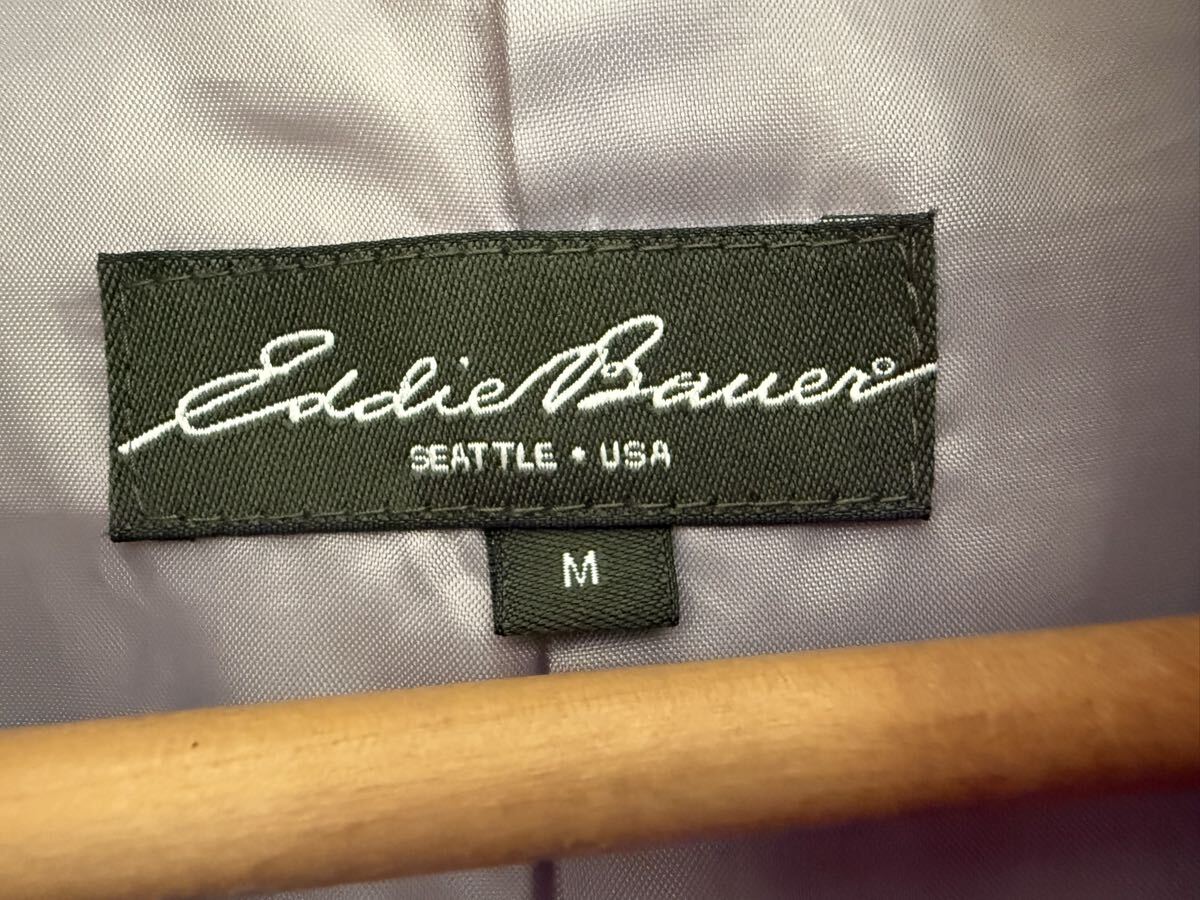 Eddie Bauer®
SEATTLE • USA
M